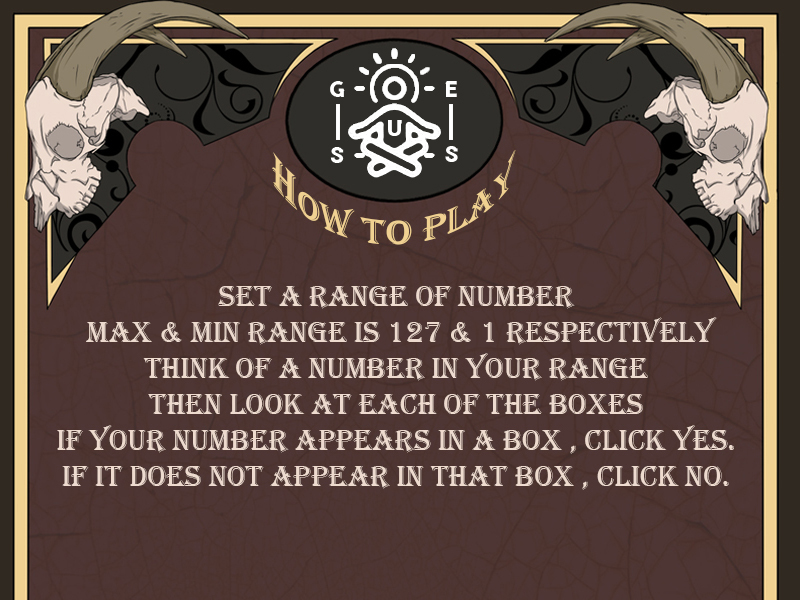 G E
U
S S
HOW TO PLAY
SET A RANGE OF NUMBER
MAX & MIN RANGE IS 127 & 1 RESPECTIVELY
THINK OF A NUMBER IN YOUR RANGE
THEN LOOK AT EACH OF THE BOXES
IF YOUR NUMBER APPEARS IN A BOX , CLICK YES.
IF IT DOES NOT APPEAR IN THAT BOX , CLICK NO.